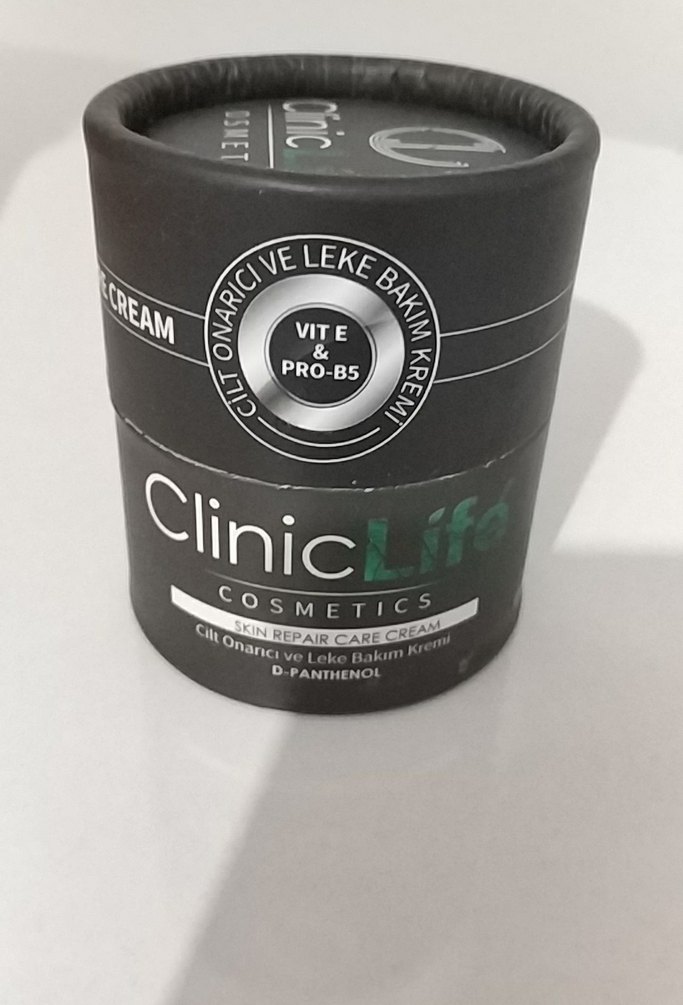 Clinic
CREAM
CİLT ONARICI VE LEKE BAKIM KREMİ
VIT E
&
PRO-B5
ClinicLife
COSMETICS
SKIN REPAIR CARE CREAM
Cilt Onarıcı ve Leke Bakım Kremi
D-PANTHENOL